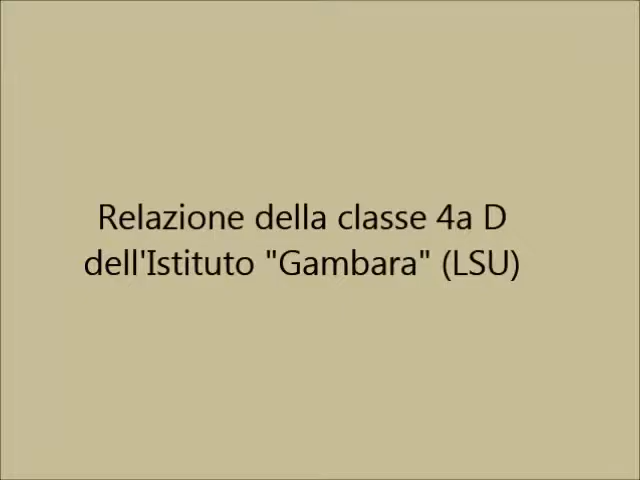 Relazione della classe 4a D
dell'Istituto "Gambara" (LSU)